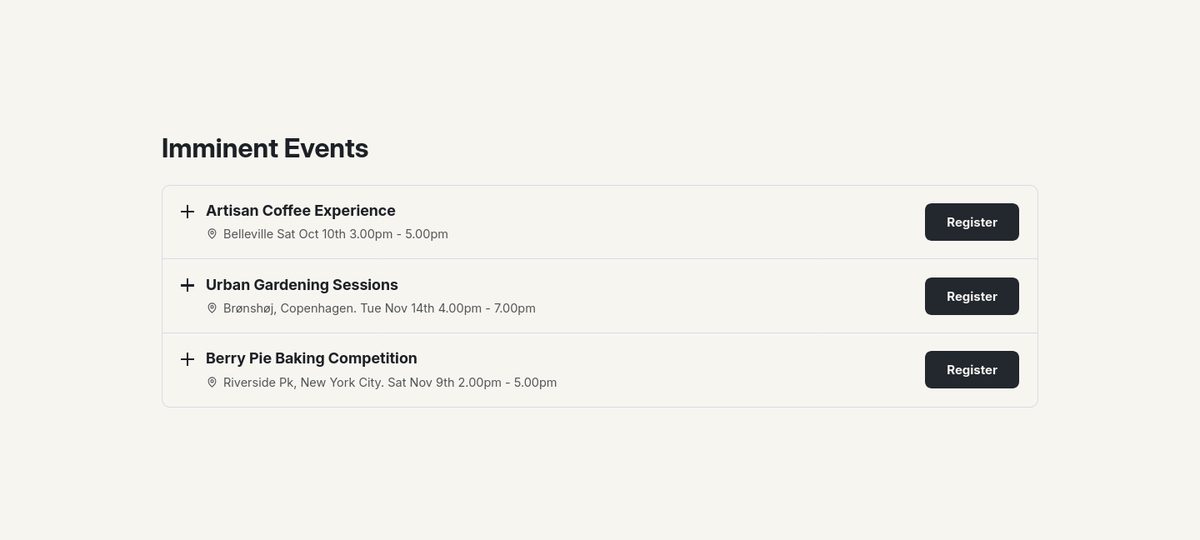 Imminent Events
Artisan Coffee Experience
Belleville Sat Oct 10th 3.00pm - 5.00pm
Register
Urban Gardening Sessions
Brønshøj, Copenhagen. Tue Nov 14th 4.00pm - 7.00pm
Register
Berry Pie Baking Competition
Riverside Pk, New York City. Sat Nov 9th 2.00pm - 5.00pm
Register